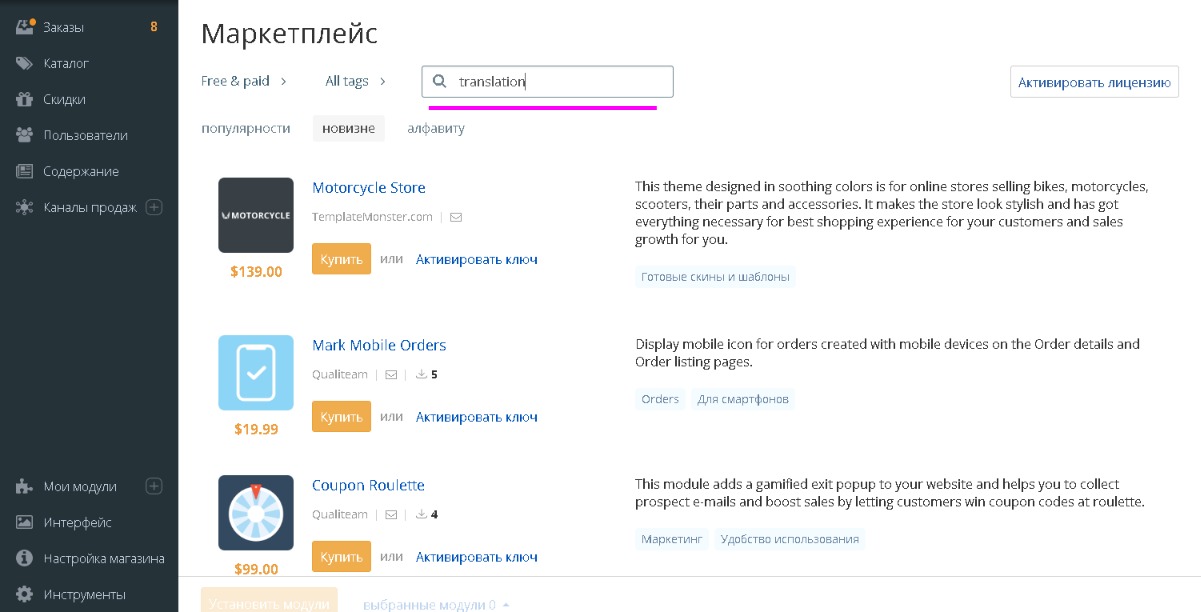 Заказы 8
Каталог
Скидки
Пользователи
Содержание
Каналы продаж
Мои модули
Интерфейс
Настройка магазина
Инструменты
Маркетплейс
Free & paid
All tags
translation
Активировать лицензию
популярности
новизне
алфавиту
MOTORCYCLE
$139.00
Motorcycle Store
TemplateMonster.com
Купить или Активировать ключ
This theme designed in soothing colors is for online stores selling bikes, motorcycles,
scooters, their parts and accessories. It makes the store look stylish and has got
everything necessary for best shopping experience for your customers and sales
growth for you.
Готовые скины и шаблоны
$19.99
Mark Mobile Orders
Qualiteam | 5
Купить или Активировать ключ
Display mobile icon for orders created with mobile devices on the Order details and
Order listing pages.
Orders Для смартфонов
$99.00
Coupon Roulette
Qualiteam | 4
Купить или Активировать ключ
This module adds a gamified exit popup to your website and helps you to collect
prospect e-mails and boost sales by letting customers win coupon codes at roulette.
Маркетинг Удобство использования
Установить модули
выбранные модули 0